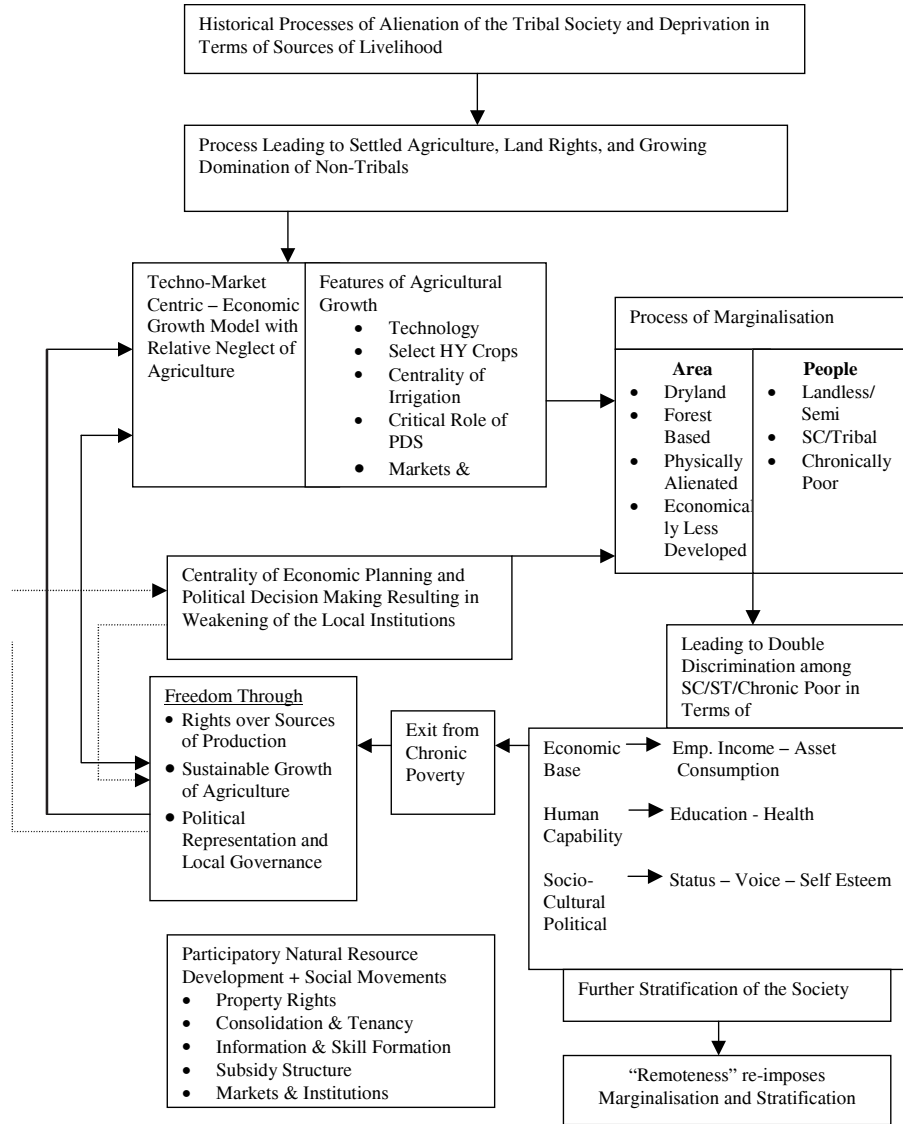 Historical Processes of Alienation of the Tribal Society and Deprivation in
Terms of Sources of Livelihood
Process Leading to Settled Agriculture, Land Rights, and Growing
Domination of Non-Tribals
Techno-Market
Centric – Economic
Growth Model with
Relative Neglect of
Agriculture
Features of Agricultural
Growth
• Technology
• Select HY Crops
• Centrality of
Irrigation
• Critical Role of
PDS
• Markets &
Process of Marginalisation
Area
• Dryland
• Forest
Based
• Physically
Alienated
• Economical
ly Less
Developed
People
• Landless/
Semi
• SC/Tribal
• Chronically
Poor
Centrality of Economic Planning and
Political Decision Making Resulting in
Weakening of the Local Institutions
Leading to Double
Discrimination among
SC/ST/Chronic Poor in
Terms of
Freedom Through
• Rights over Sources
of Production
• Sustainable Growth
of Agriculture
• Political
Representation and
Local Governance
Exit from
Chronic
Poverty
Economic
Base
Emp. Income – Asset
Consumption
Human
Capability
Education - Health
Socio-
Cultural
Political
Status – Voice – Self Esteem
Participatory Natural Resource
Development + Social Movements
• Property Rights
• Consolidation & Tenancy
• Information & Skill Formation
• Subsidy Structure
• Markets & Institutions
Further Stratification of the Society
“Remoteness” re-imposes
Marginalisation and Stratification